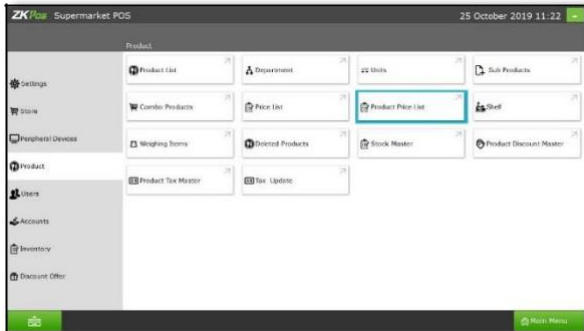 ZKPos Supermarket POS 25 October 2019 11:22
Product
Product List Department Units Sub Products
Settings
Combo Products Price List Product Price List Shelf
Store
Peripheral Devices
Weighing Items Deleted Products Stock Master Product Discount Master
Product
Product Tax Master Tax Update
Users
Accounts
Inventory
Discount Offer
Main Menu